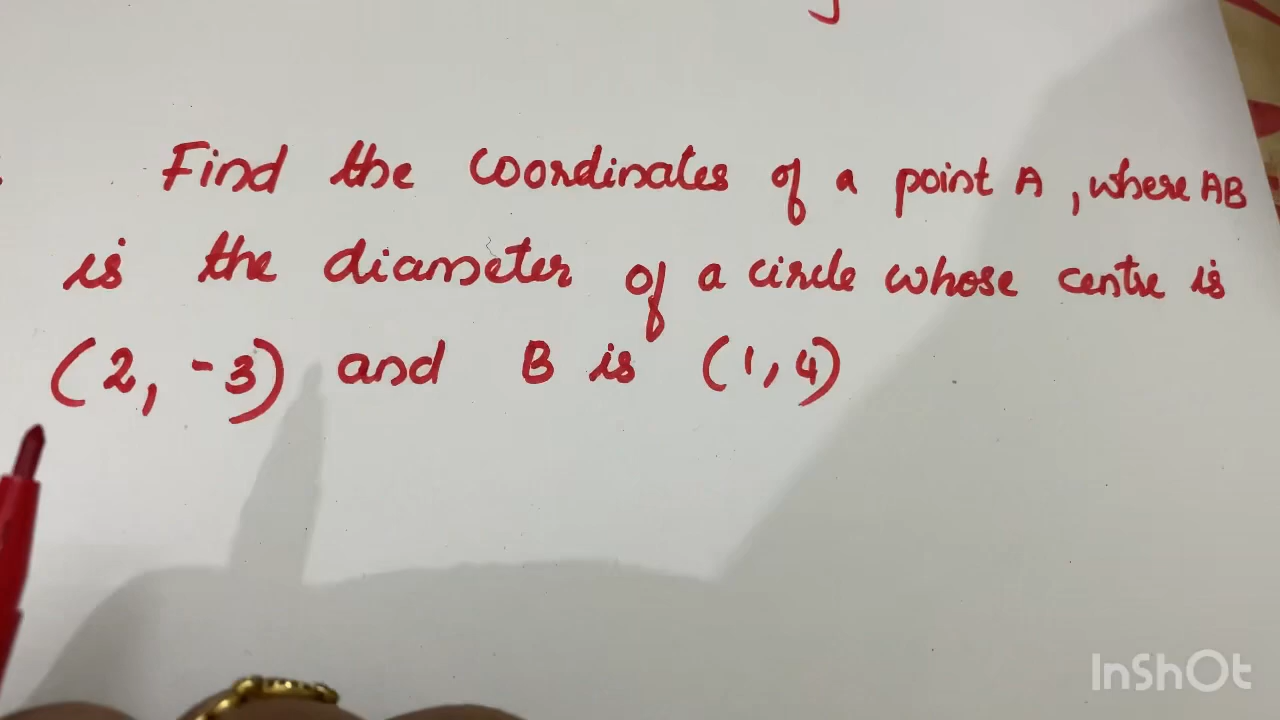 Find the coordinates of a point A, where AB
is the diameter of a circle whose centre is
(2, -3) and B is (1,4)
InShOt